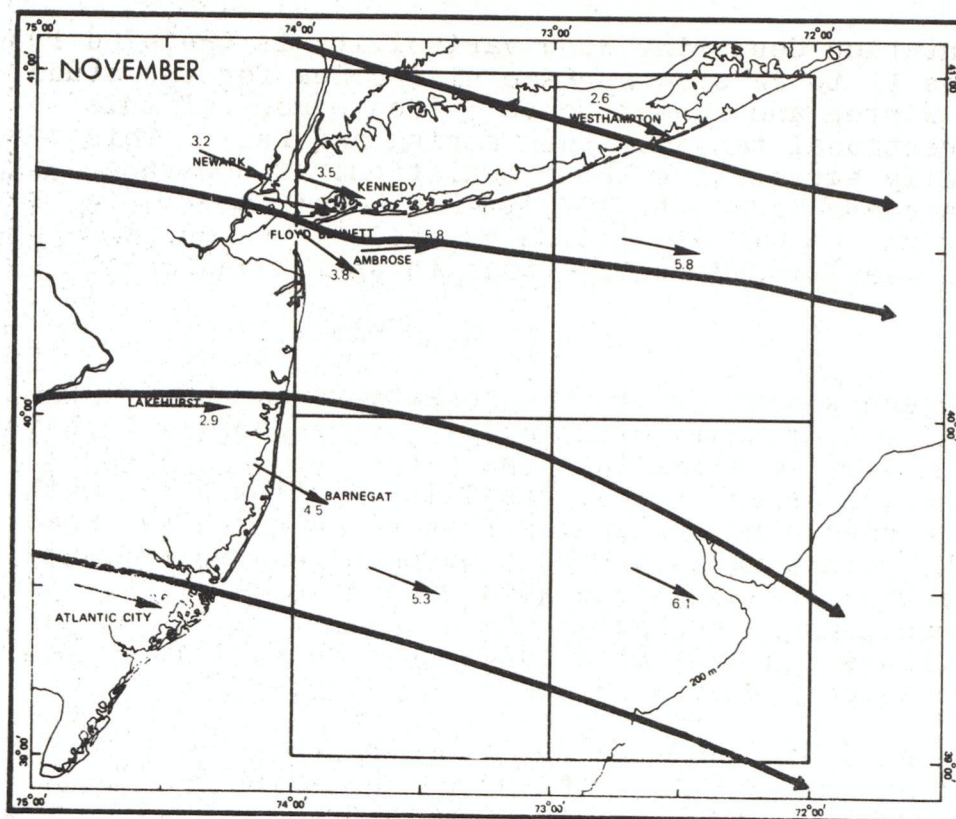 75°00'
74°00'
73°00'
72°00'
41°00'
41°00'
NOVEMBER
2.6
WESTHAMPTON
3.2
NEWARK
3.5
KENNEDY
FLOYD BENNETT
5.8
AMBROSE
3.8
5.8
LAKEHURST
2.9
40°00'
40°00'
BARNEGAT
4.5
5.3
6.1
ATLANTIC CITY
200 m
39°00'
39°00'
75°00'
74°00'
73°00'
72°00'